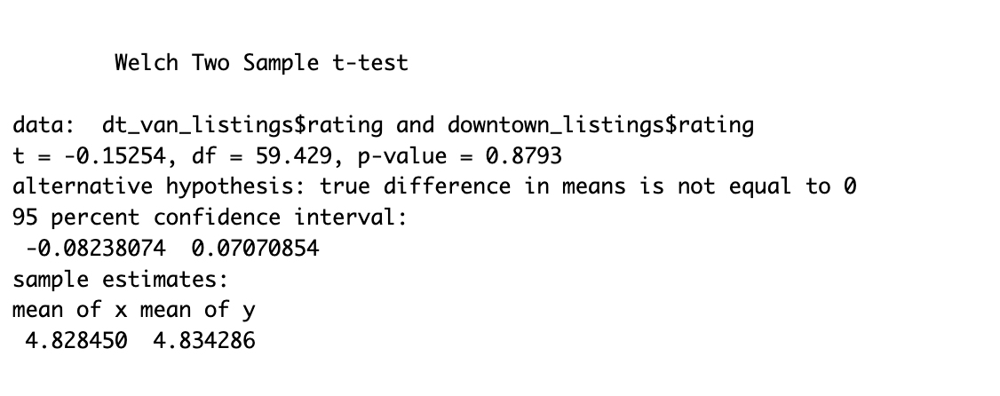 Welch Two Sample t-test
data:  dt_van_listings$rating and downtown_listings$rating
t = -0.15254, df = 59.429, p-value = 0.8793
alternative hypothesis: true difference in means is not equal to 0
95 percent confidence interval:
 -0.08238074  0.07070854
sample estimates:
mean of x mean of y
 4.828450  4.834286